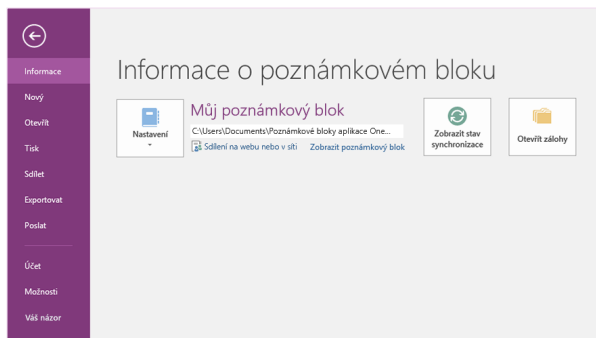 Informace
Nový
Otevřít
Tisk
Sdílet
Exportovat
Poslat
Účet
Možnosti
Váš názor
Informace o poznámkovém bloku
Nastavení
Můj poznámkový blok
C:\Users\Documents\Poznámkové bloky aplikace One...
Sdílení na webu nebo v síti
Zobrazit poznámkový blok
Zobrazit stav
synchronizace
Otevřít zálohy